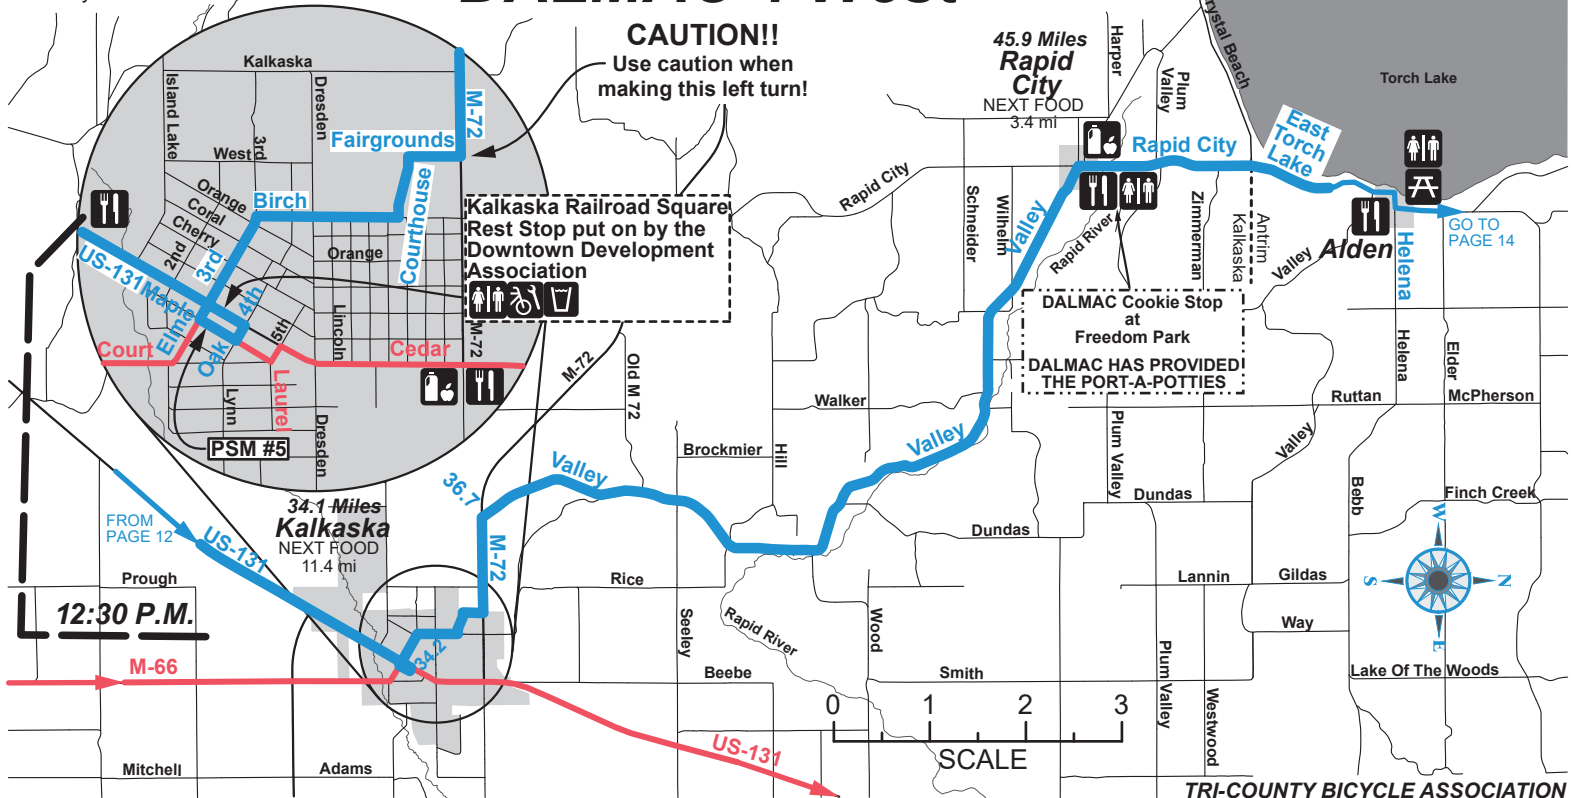 CAUTION!!
Use caution when
making this left turn!
45.9 Miles
Rapid
City
NEXT FOOD
3.4 mi
Harper
Plum
Valley
Crystal Beach
Torch Lake
Kalkaska
Island Lake
Dresden
3rd
West
M-72
Fairgrounds
Orange
Coral
Cherry
2nd
Birch
3rd
Courthouse
Orange
US-131
Maple
Elm
4th
Oak
5th
Lincoln
Court
Cedar
M-72
Laurel
Lynn
Dresden
PSM #5
Kalkaska Railroad Square
Rest Stop put on by the
Downtown Development
Association
Rapid City
Schneider
Wilhelm
Valley
Rapid River
Rapid City
Zimmerman
Kalkaska
Antrim
East
Torch
Lake
Valley
Alden
Helena
GO TO
PAGE 14
DALMAC Cookie Stop
at
Freedom Park
DALMAC HAS PROVIDED
THE PORT-A-POTTIES
M-72
Old M 72
Walker
Brockmier
Hill
Valley
Plum Valley
Valley
Ruttan
McPherson
Helena
Elder
Valley
36.7
34.1 Miles
Kalkaska
NEXT FOOD
11.4 mi
FROM
PAGE 12
US-131
M-72
Dundas
Dundas
Bebb
Finch Creek
W
S
N
E
Prough
12:30 P.M.
Rice
Seeley
Rapid River
Wood
Lannin
Gildas
Way
34.2
M-66
Beebe
Smith
Plum Valley
Westwood
Lake Of The Woods
0 1 2 3
SCALE
US-131
Mitchell
Adams
TRI-COUNTY BICYCLE ASSOCIATION